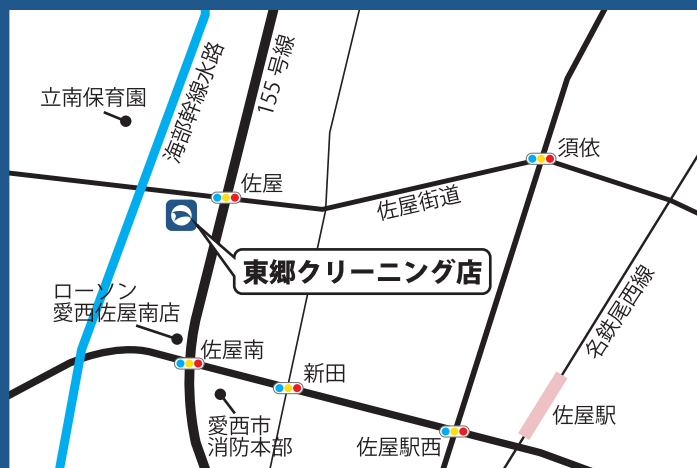 155 号線
海部幹線水路
立南保育園
須依
佐屋
佐屋街道
東郷クリーニング店
ローソン
愛西佐屋南店
名鉄尾西線
佐屋南
新田
佐屋駅
愛西市
消防本部
佐屋駅西